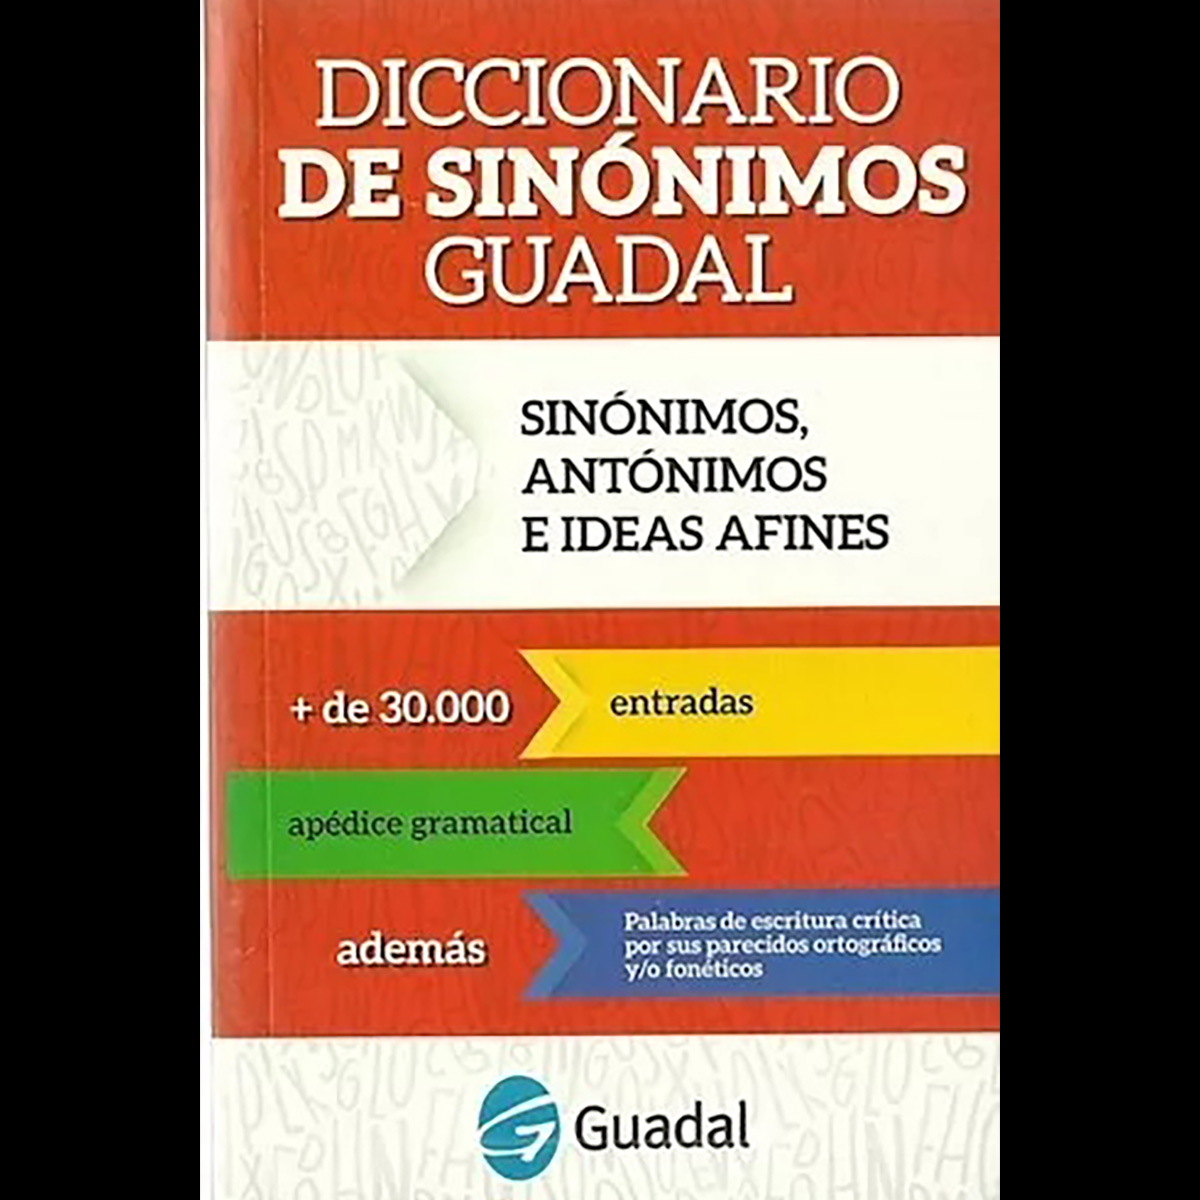 DICCIONARIO
DE SINÓNIMOS
GUADAL
SINÓNIMOS,
ANTÓNIMOS
E IDEAS AFINES
+ de 30.000
entradas
apédice gramatical
además
Palabras de escritura crítica
por sus parecidos ortográficos
y/o fonéticos
Guadal